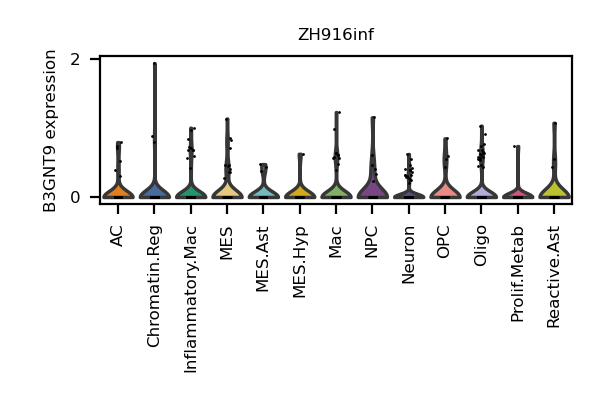 ZH916inf
B3GNT9 expression
2
0
AC
Chromatin.Reg
Inflammatory.Mac
MES
MES.Ast
MES.Hyp
Mac
NPC
Neuron
OPC
Oligo
Prolif.Metab
Reactive.Ast